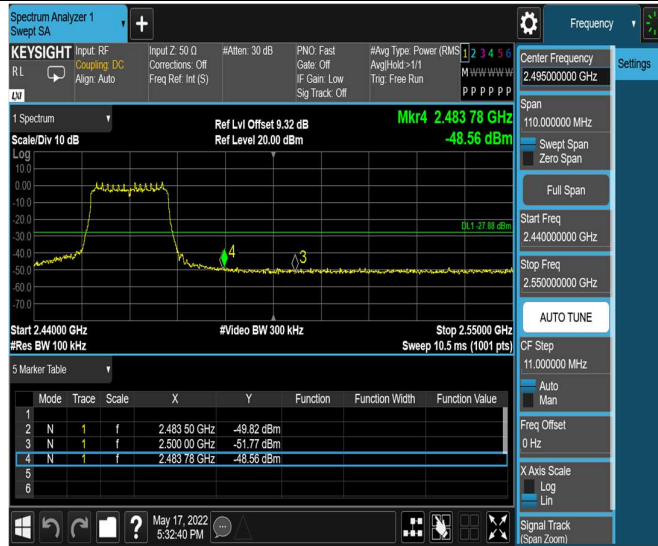 Spectrum Analyzer 1
Swept SA
Frequency
KEYSIGHT
Input: RF
Input Z: 50 Ω
#Atten: 30 dB
PNO: Fast
#Avg Type: Power (RMS
1 2 3 4 5 6
R L
Coupling: DC
Corrections: Off
Gate: Off
Avg|Hold:>1/1
M W W W W W
Align: Auto
Freq Ref: Int (S)
IF Gain: Low
Trig: Free Run
Sig Track: Off
P P P P P P
LXI
1 Spectrum
Ref Lvl Offset 9.32 dB
Mkr4 2.483 78 GHz
Scale/Div 10 dB
Ref Level 20.00 dBm
-48.56 dBm
Log
10.0
0.00
-10.0
-20.0
DL1 -27.88 dBm
-30.0
-40.0
4
3
-50.0
-60.0
-70.0
Start 2.44000 GHz
#Video BW 300 kHz
Stop 2.55000 GHz
#Res BW 100 kHz
Sweep 10.5 ms (1001 pts)
5 Marker Table
Mode Trace Scale X Y Function Function Width Function Value
1
2 N 1 f 2.483 50 GHz -49.82 dBm
3 N 1 f 2.500 00 GHz -51.77 dBm
4 N 1 f 2.483 78 GHz -48.56 dBm
5
6
May 17, 2022
5:32:40 PM
Center Frequency
2.495000000 GHz
Settings
Span
110.000000 MHz
Swept Span
Zero Span
Full Span
Start Freq
2.440000000 GHz
Stop Freq
2.550000000 GHz
AUTO TUNE
CF Step
11.000000 MHz
Auto
Man
Freq Offset
0 Hz
X Axis Scale
Log
Lin
Signal Track
(Span Zoom)